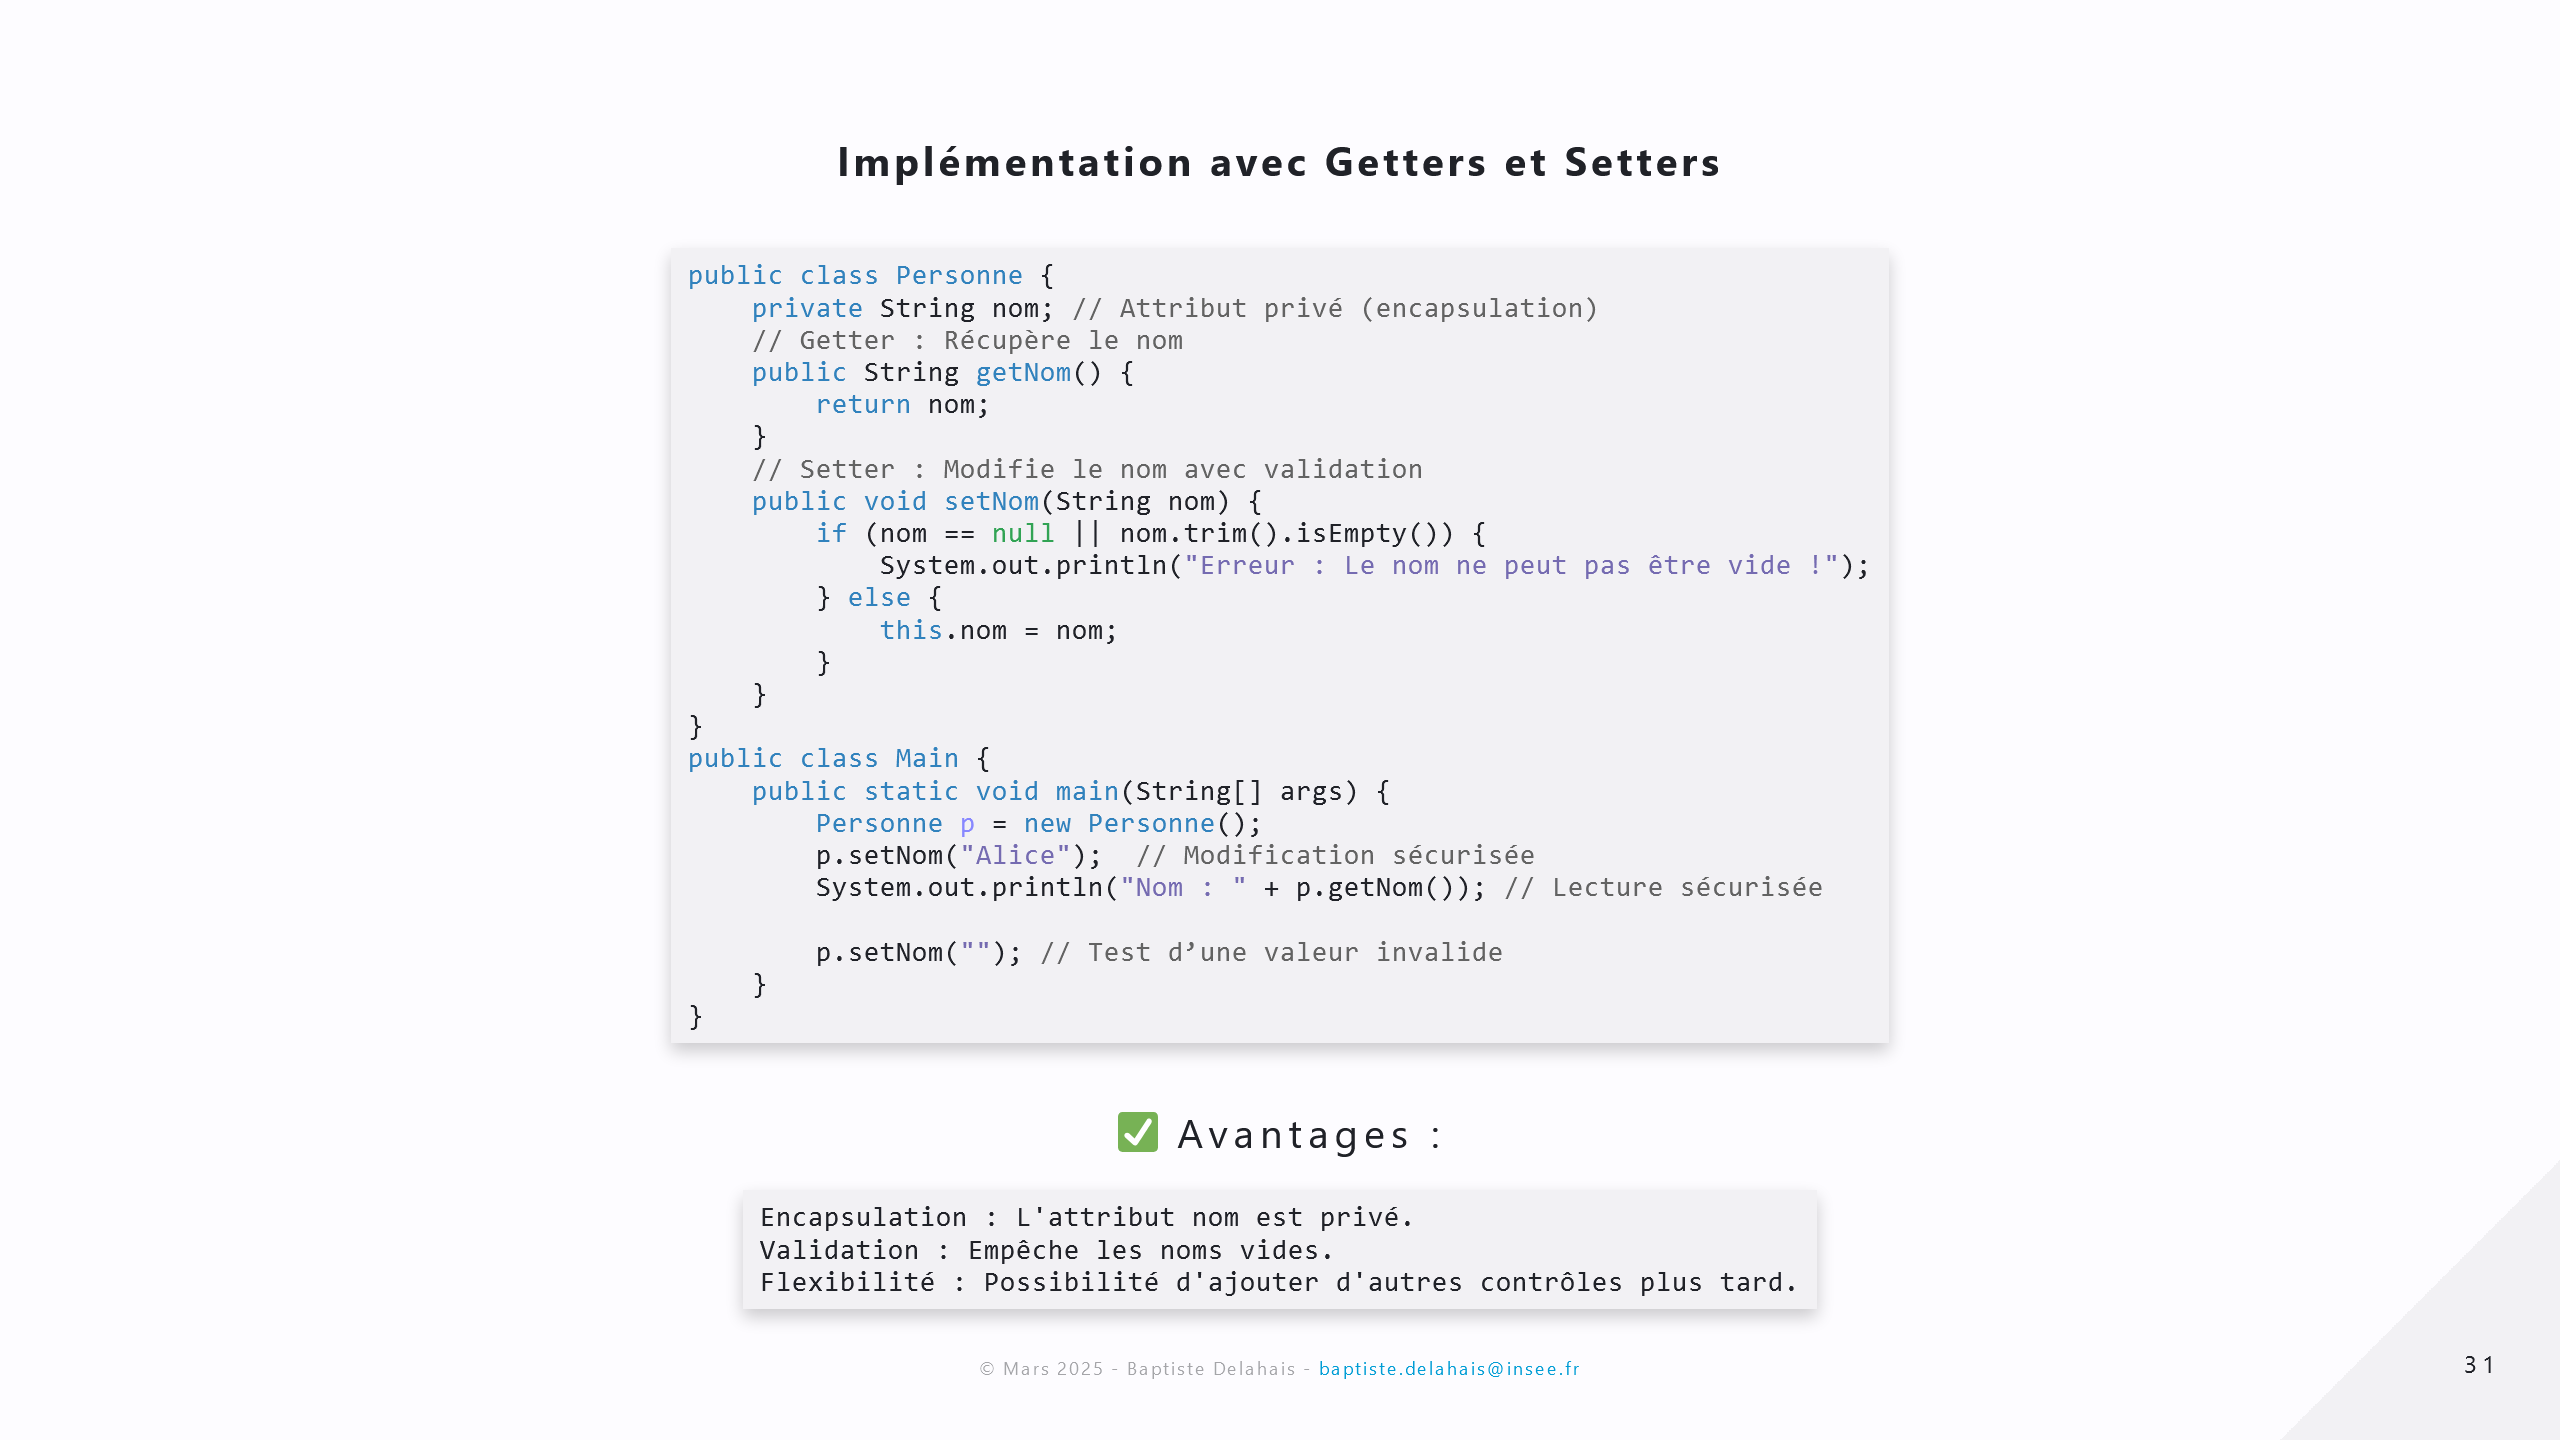 Implémentation avec Getters et Setters
public class Personne {
    private String nom; // Attribut privé (encapsulation)
    // Getter : Récupère le nom
    public String getNom() {
        return nom;
    }
    // Setter : Modifie le nom avec validation
    public void setNom(String nom) {
        if (nom == null || nom.trim().isEmpty()) {
            System.out.println("Erreur : Le nom ne peut pas être vide !");
        } else {
            this.nom = nom;
        }
    }
}
public class Main {
    public static void main(String[] args) {
        Personne p = new Personne();
        p.setNom("Alice");  // Modification sécurisée
        System.out.println("Nom : " + p.getNom()); // Lecture sécurisée

        p.setNom(""); // Test d’une valeur invalide
    }
}
✅ Avantages :
Encapsulation : L'attribut nom est privé.
Validation : Empêche les noms vides.
Flexibilité : Possibilité d'ajouter d'autres contrôles plus tard.
© Mars 2025 - Baptiste Delahais - baptiste.delahais@insee.fr
31